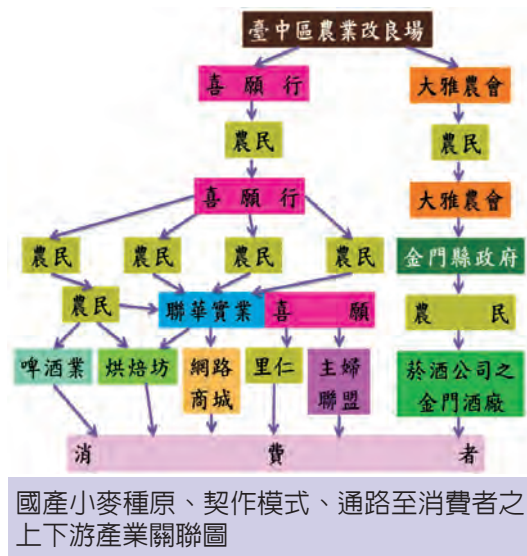 臺中區農業改良場
喜願行 大雅農會
農民 農民
喜願行 大雅農會
農民 農民 農民 農民 金門縣政府
農民 聯華實業 喜願 農民
啤酒業 烘焙坊 網路商城 里仁 主婦聯盟 菸酒公司之金門酒廠
消費者
國產小麥種原、契作模式、通路至消費者之
上下游產業關聯圖